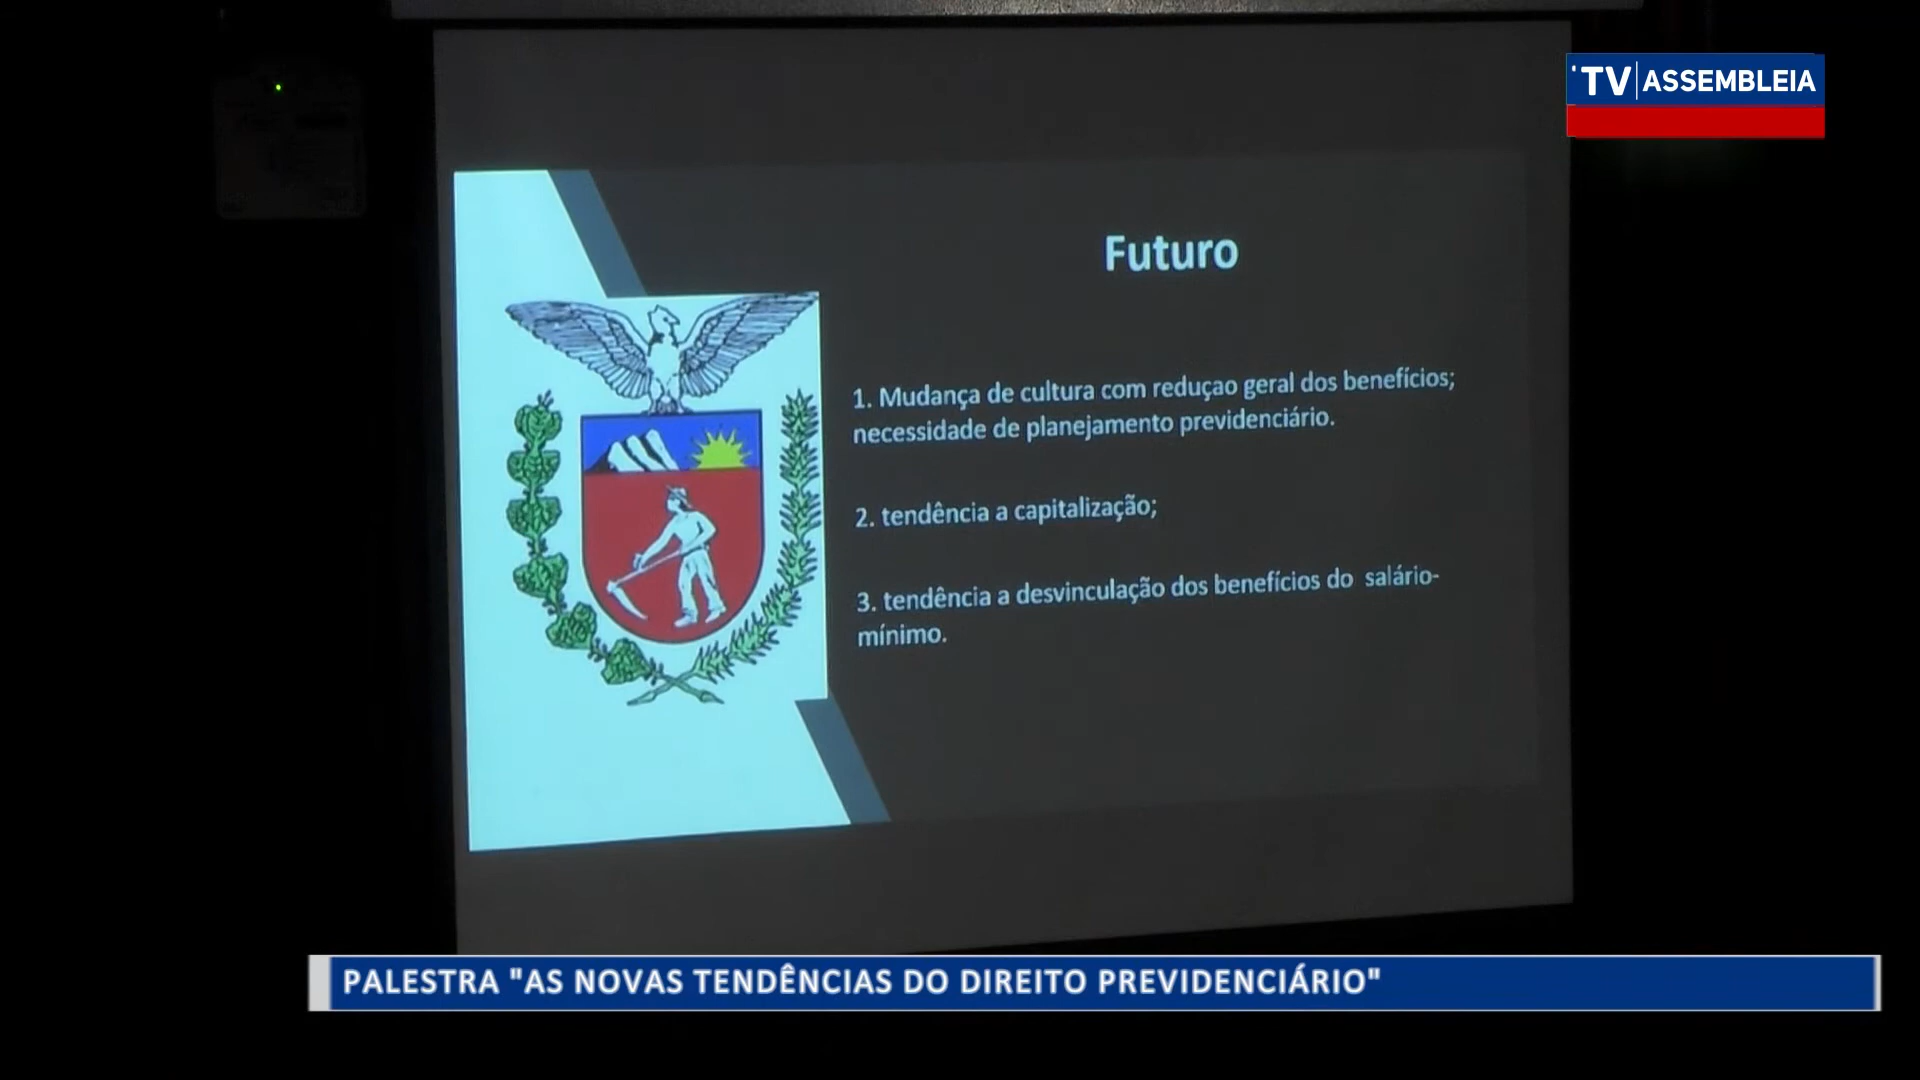 TV ASSEMBLEIA
Futuro
1. Mudança de cultura com reduçao geral dos benefícios;
necessidade de planejamento previdenciário.
2. tendência a capitalização;
3. tendência a desvinculação dos benefícios do salário-
mínimo.
PALESTRA "AS NOVAS TENDÊNCIAS DO DIREITO PREVIDENCIÁRIO"